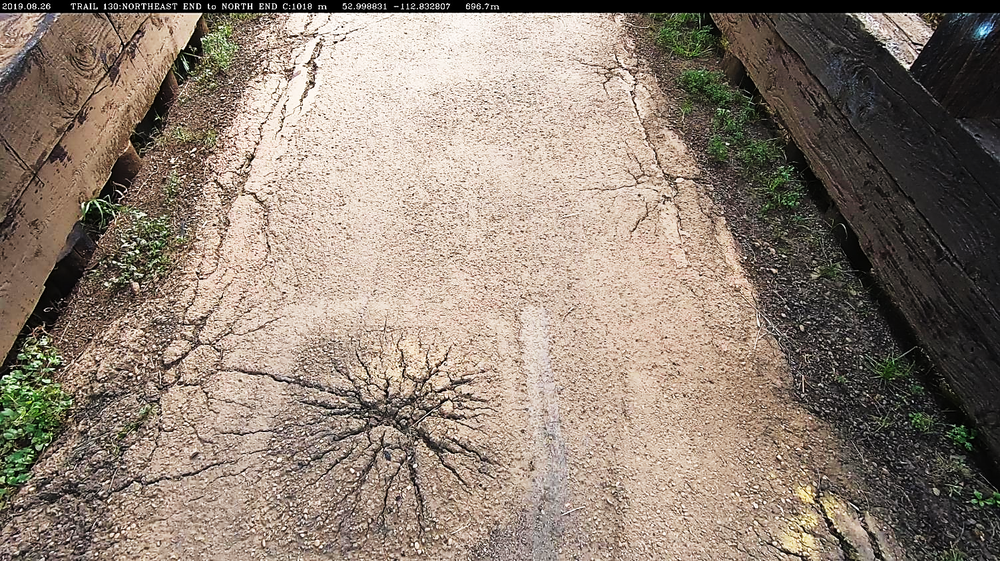 2019.08.26 TRAIL 130:NORTHEAST END to NORTH END C:1018 m 52.998831 -112.832807 696.7m